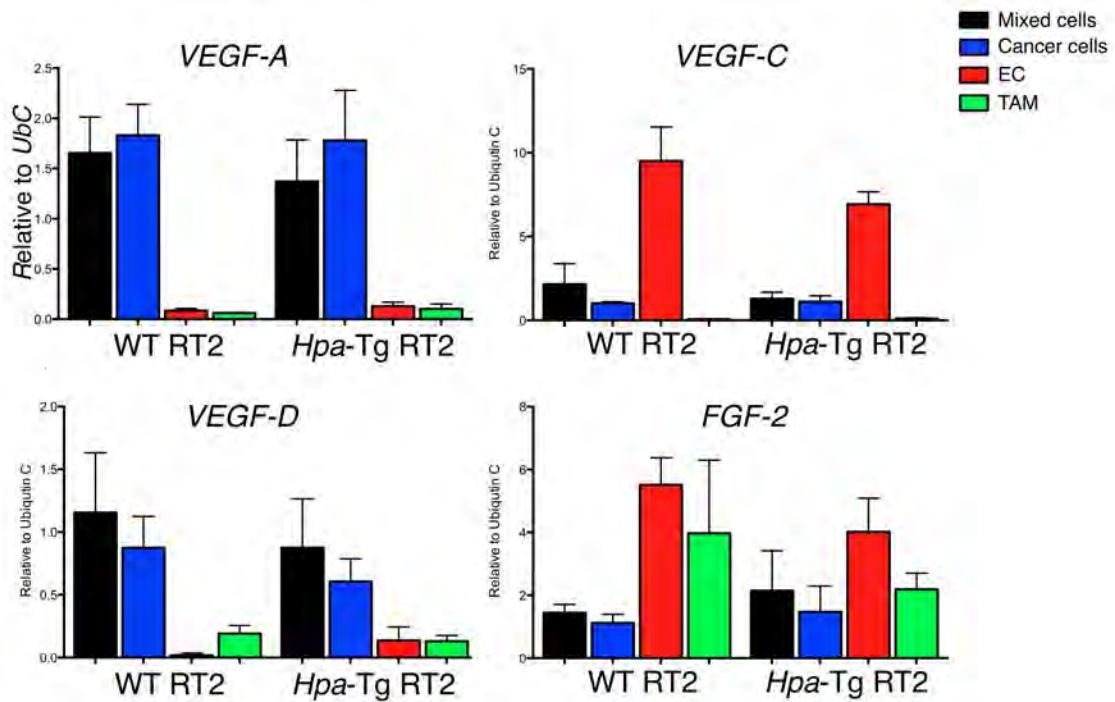 Mixed cells
Cancer cells
EC
TAM
VEGF-A
Relative to UbC
2.5
2.0
1.5
1.0
0.5
0.0
WT RT2
Hpa-Tg RT2
VEGF-C
Relative to Ubiqutin C
15
10
5
0
WT RT2
Hpa-Tg RT2
VEGF-D
Relative to Ubiqutin C
2.0
1.5
1.0
0.5
0.0
WT RT2
Hpa-Tg RT2
FGF-2
Relative to Ubiqutin C
8
6
4
2
0
WT RT2
Hpa-Tg RT2